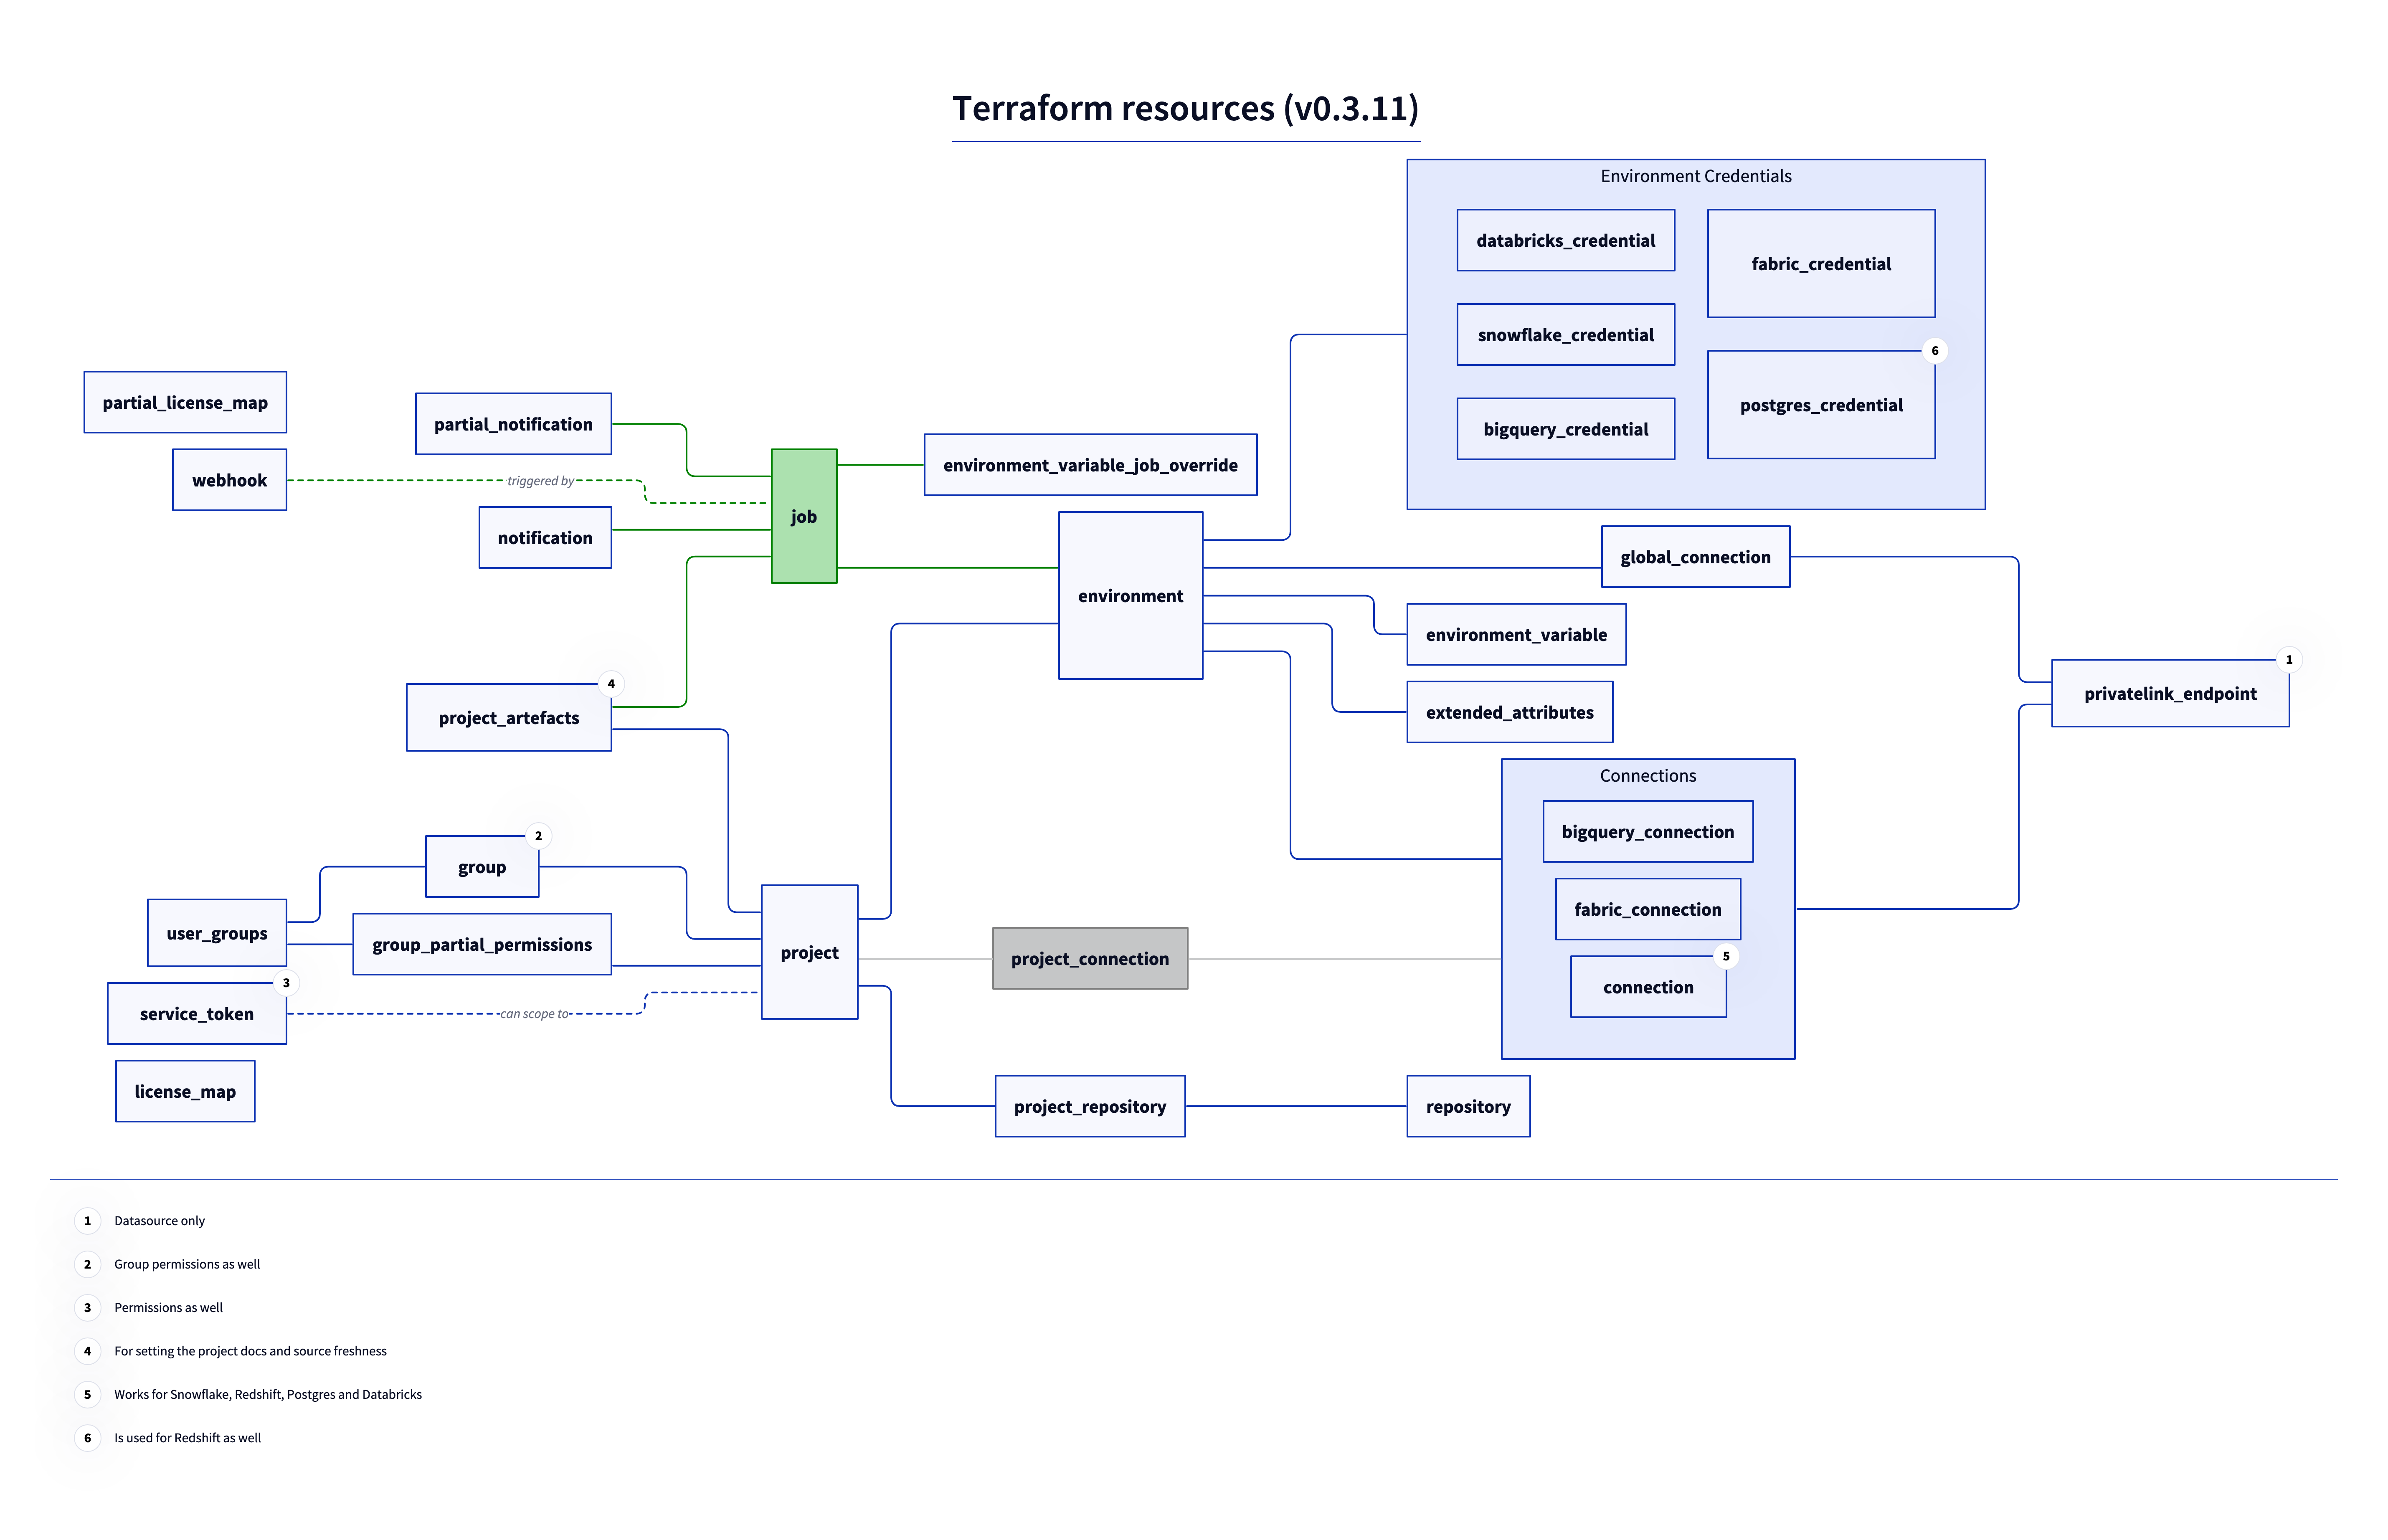 Terraform resources (v0.3.11)
Environment Credentials
databricks_credential
fabric_credential
snowflake_credential
6
postgres_credential
bigquery_credential
partial_license_map
partial_notification
webhook
triggered by
notification
job
environment_variable_job_override
environment
global_connection
environment_variable
extended_attributes
1
privatelink_endpoint
4
project_artefacts
Connections
bigquery_connection
fabric_connection
5
connection
2
group
user_groups
group_partial_permissions
project
project_connection
3
service_token
can scope to
license_map
project_repository
repository
1 Datasource only
2 Group permissions as well
3 Permissions as well
4 For setting the project docs and source freshness
5 Works for Snowflake, Redshift, Postgres and Databricks
6 Is used for Redshift as well